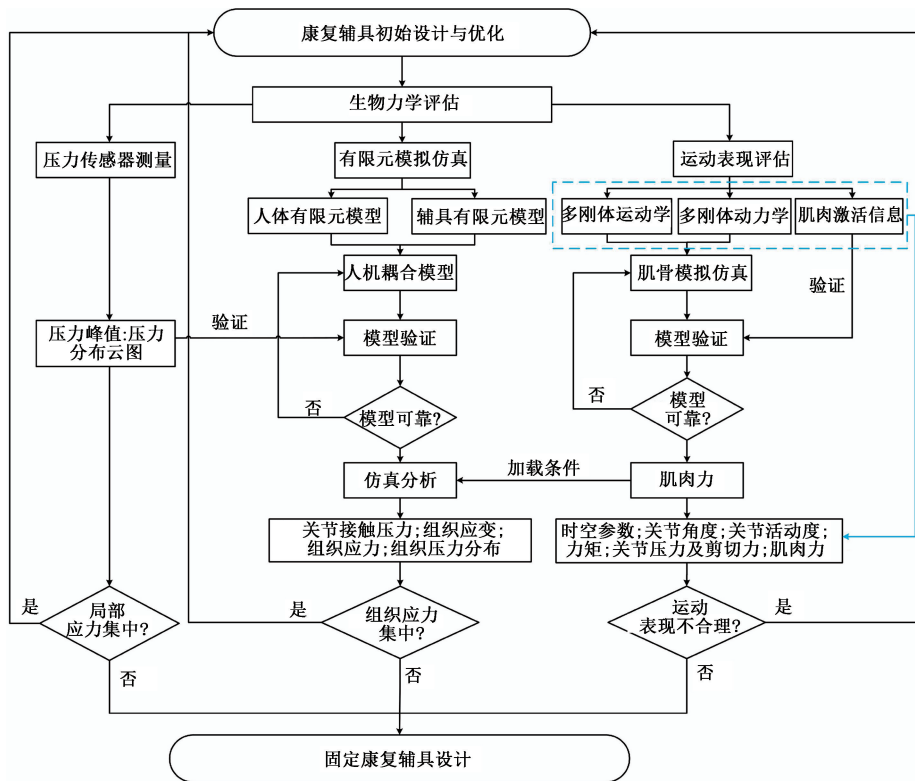 康复辅具初始设计与优化
生物力学评估
压力传感器测量
有限元模拟仿真
运动表现评估
人体有限元模型
辅具有限元模型
多刚体运动学
多刚体动力学
肌肉激活信息
人机耦合模型
肌骨模拟仿真
验证
验证
压力峰值:压力
分布云图
模型验证
模型验证
否
模型可靠?
否
模型
可靠?
仿真分析
加载条件
肌肉力
关节接触压力;组织应变;
组织应力;组织压力分布
时空参数;关节角度;关节活动度;
力矩;关节压力及剪切力;肌肉力
是
局部
应力集中?
是
组织应力
集中?
运动
表现不合理?
是
否
否
否
固定康复辅具设计